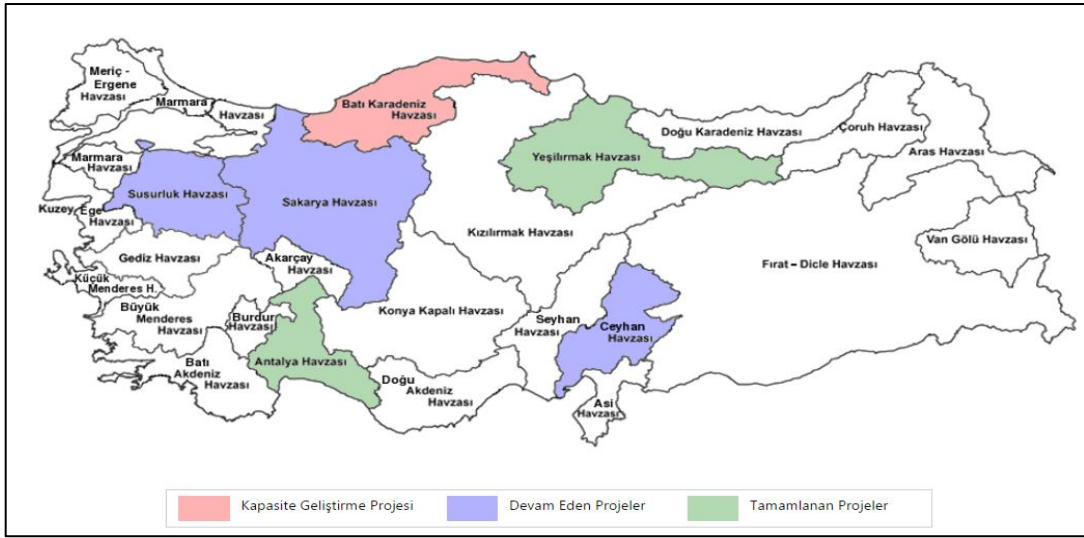 Meriç -
Ergene
Havzası
Marmara
Havzası
Batı Karadeniz
Havzası
Doğu Karadeniz Havzası
Çoruh Havzası
Aras Havzası
Marmara
Havzası
Yeşilırmak Havzası
Susurluk Havzası
Sakarya Havzası
Kuzey Ege
Havzası
Kızılırmak Havzası
Van Gölü Havzası
Gediz Havzası
Akarçay
Havzası
Fırat – Dicle Havzası
Küçük
Menderes H.
Büyük
Menderes
Havzası
Burdur
Havzası
Konya Kapalı Havzası
Seyhan
Havzası
Ceyhan
Havzası
Batı
Akdeniz
Havzası
Antalya Havzası
Doğu
Akdeniz
Havzası
Asi
Havzası
Kapasite Geliştirme Projesi
Devam Eden Projeler
Tamamlanan Projeler